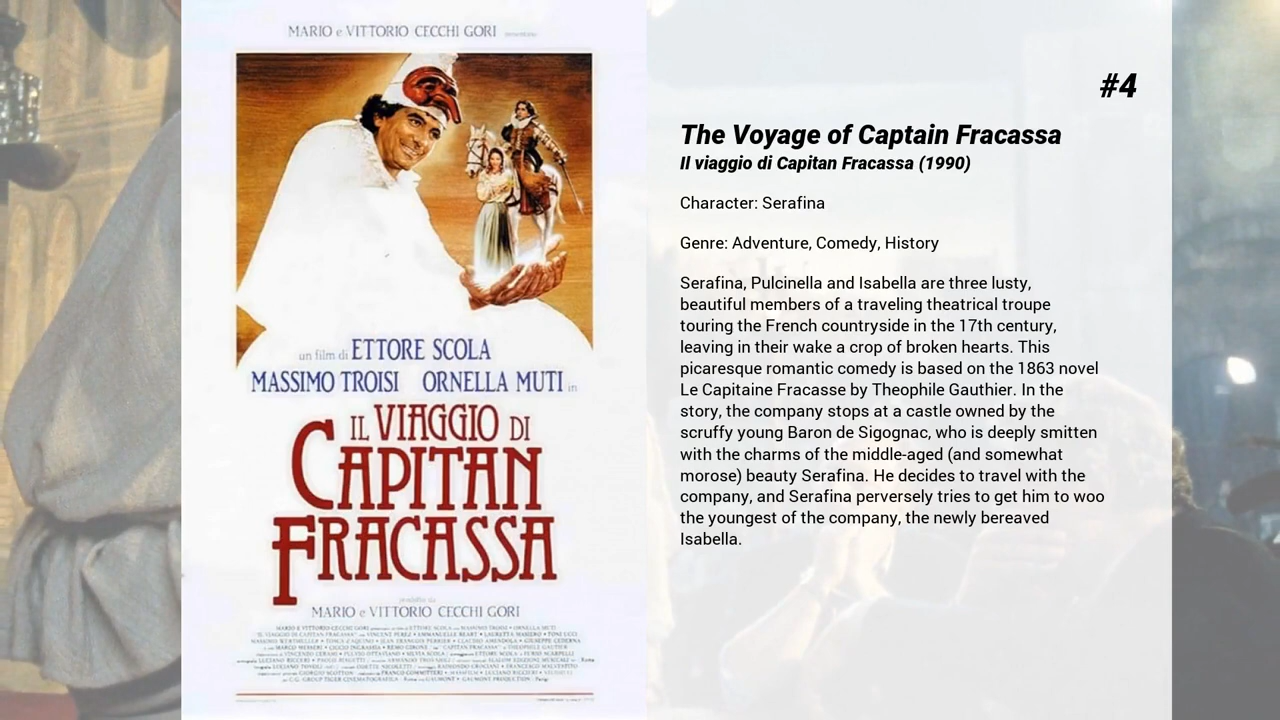 MARIO e VITTORIO CECCHI GORI
un film di ETTORE SCOLA
MASSIMO TROISI ORNELLA MUTI in
IL VIAGGIO DI
CAPITAN
FRACASSA
MARIO e VITTORIO CECCHI GORI
#4
The Voyage of Captain Fracassa
Il viaggio di Capitan Fracassa (1990)
Character: Serafina
Genre: Adventure, Comedy, History
Serafina, Pulcinella and Isabella are three lusty,
beautiful members of a traveling theatrical troupe
touring the French countryside in the 17th century,
leaving in their wake a crop of broken hearts. This
picaresque romantic comedy is based on the 1863 novel
Le Capitaine Fracasse by Theophile Gauthier. In the
story, the company stops at a castle owned by the
scruffy young Baron de Sigognac, who is deeply smitten
with the charms of the middle-aged (and somewhat
morose) beauty Serafina. He decides to travel with the
company, and Serafina perversely tries to get him to woo
the youngest of the company, the newly bereaved
Isabella.